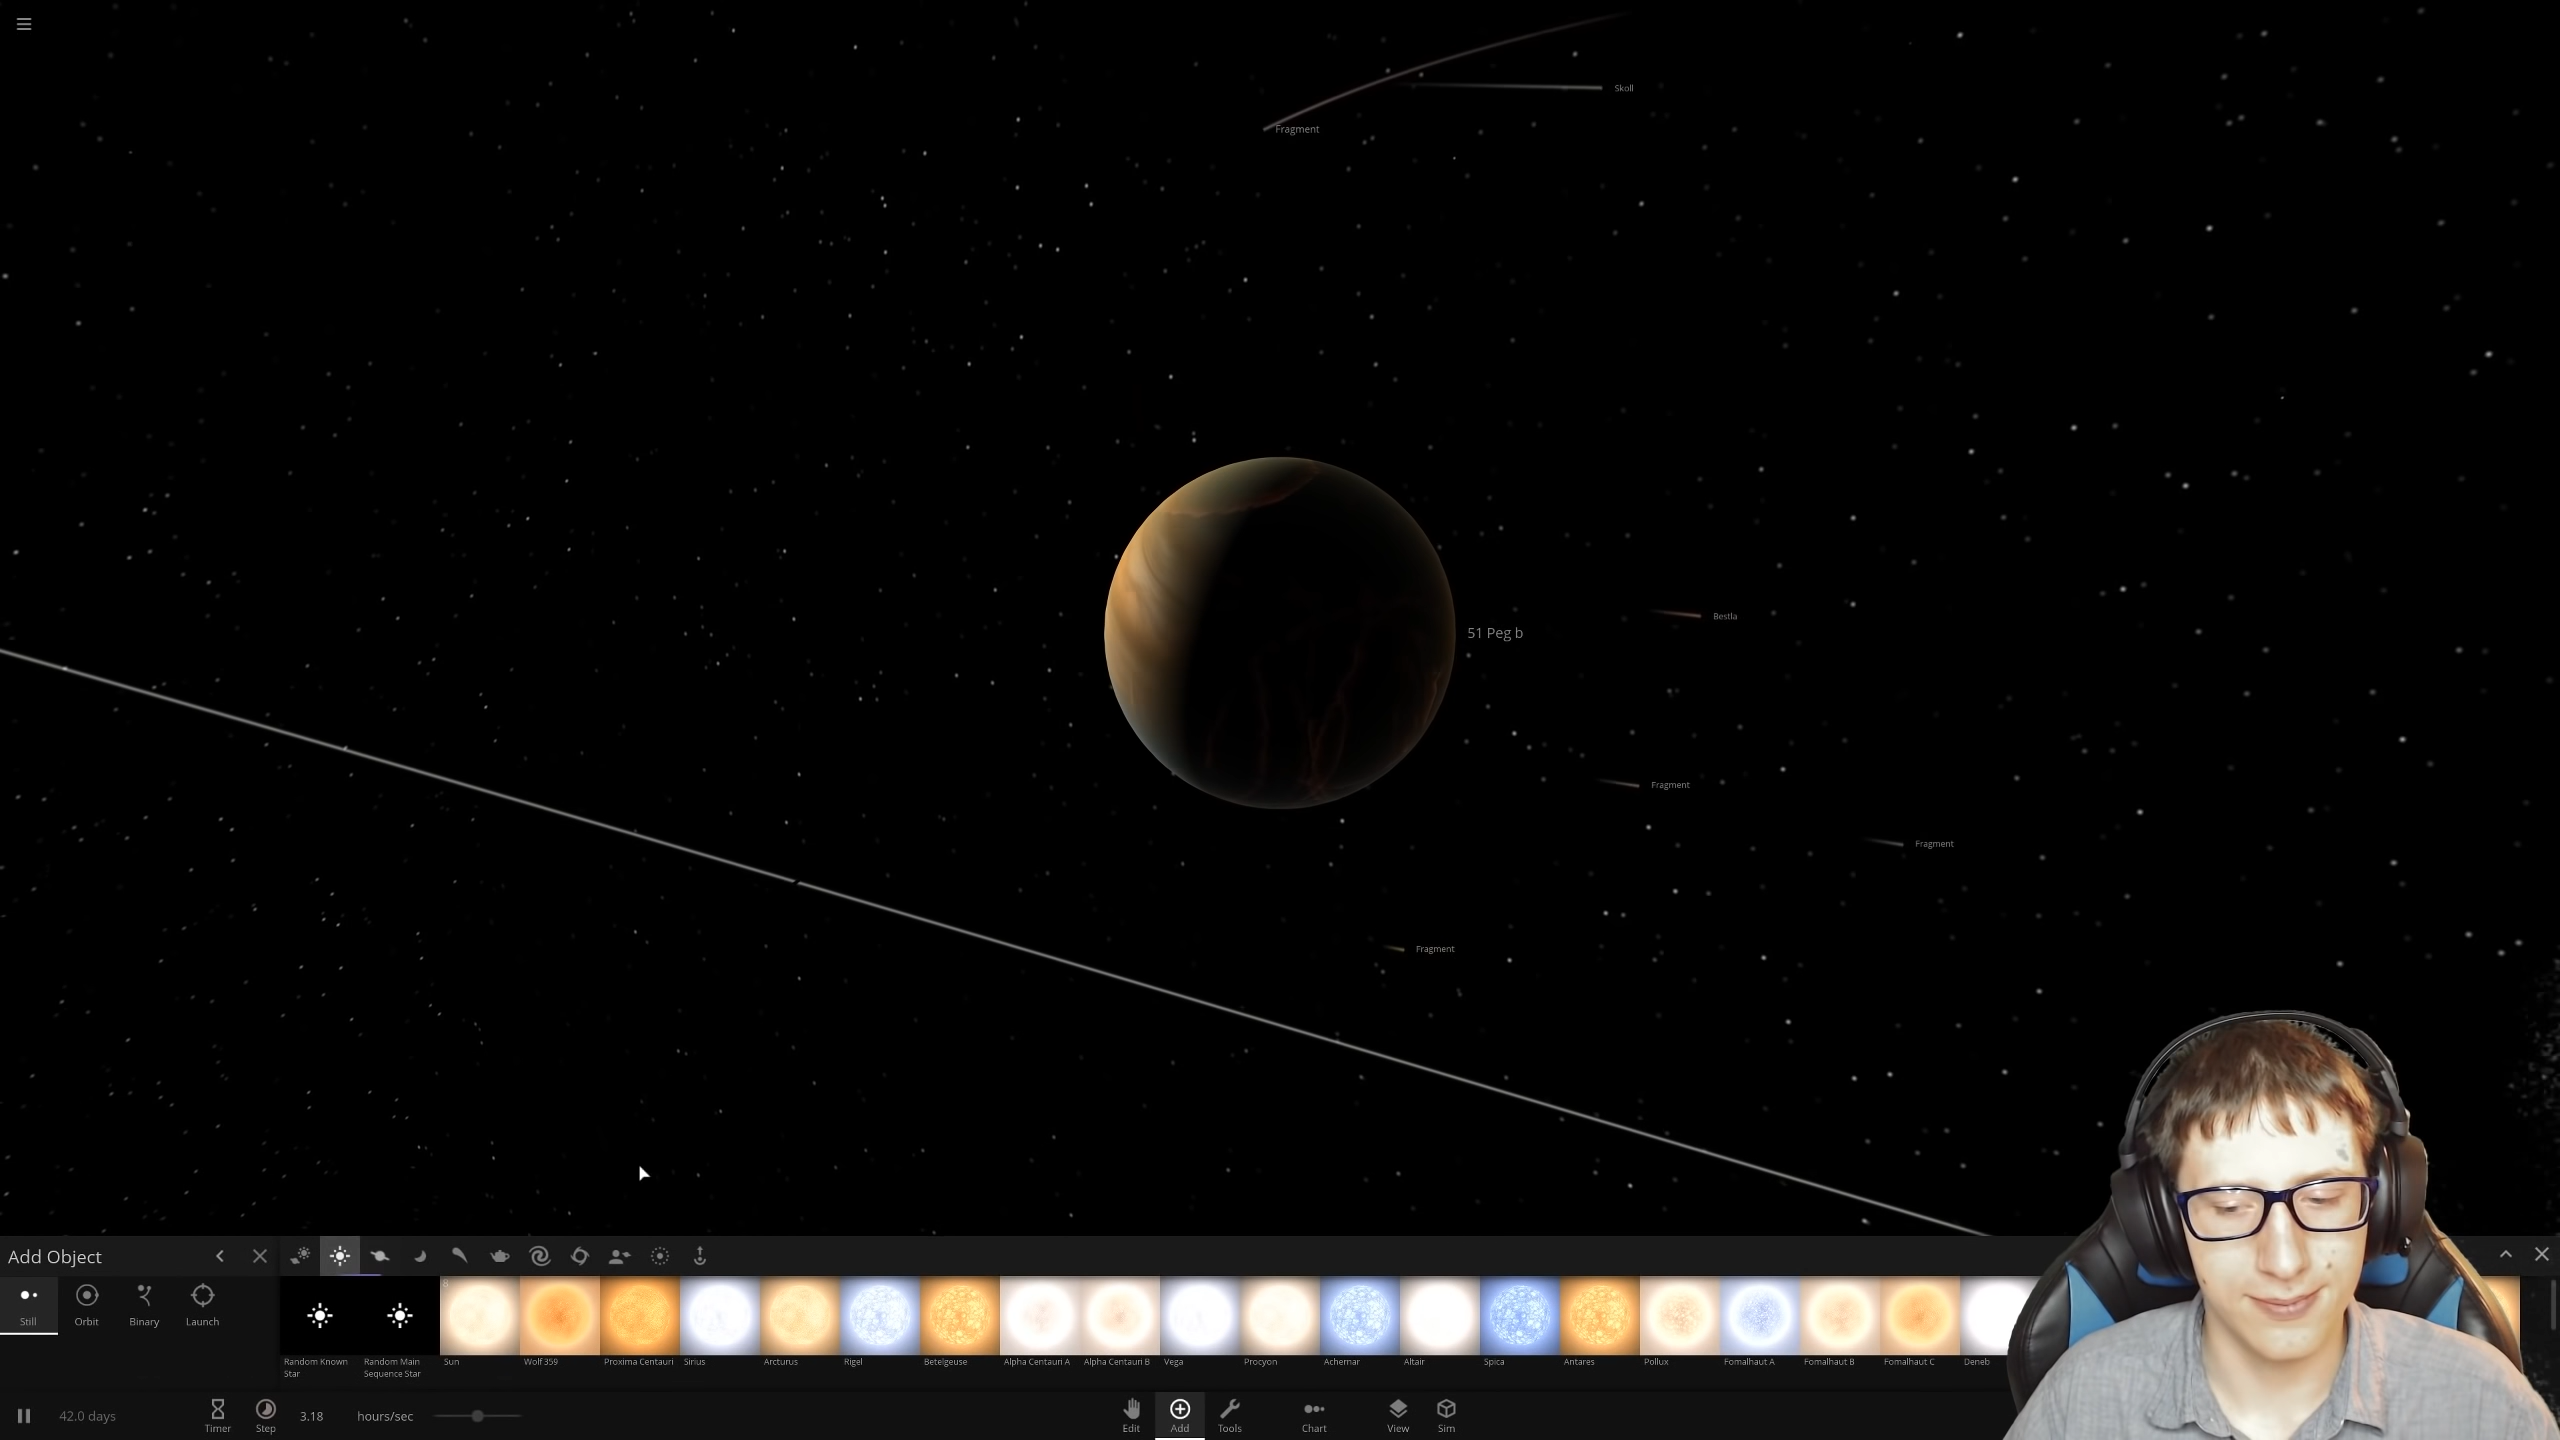 Skoll
Fragment
Bestla
51 Peg b
Fragment
Fragment
Fragment
Add Object
Still
Orbit
Binary
Launch
Random Known
Star
Random Main
Sequence Star
Sun
Wolf 359
Proxima Centauri
Sirius
Arcturus
Rigel
Betelgeuse
Alpha Centauri A
Alpha Centauri B
Vega
Procyon
Achernar
Altair
Spica
Antares
Pollux
Fomalhaut A
Fomalhaut B
Fomalhaut C
Deneb
42.0 days
Timer
Step
3.18
hours/sec
Edit
Add
Tools
Chart
View
Sim